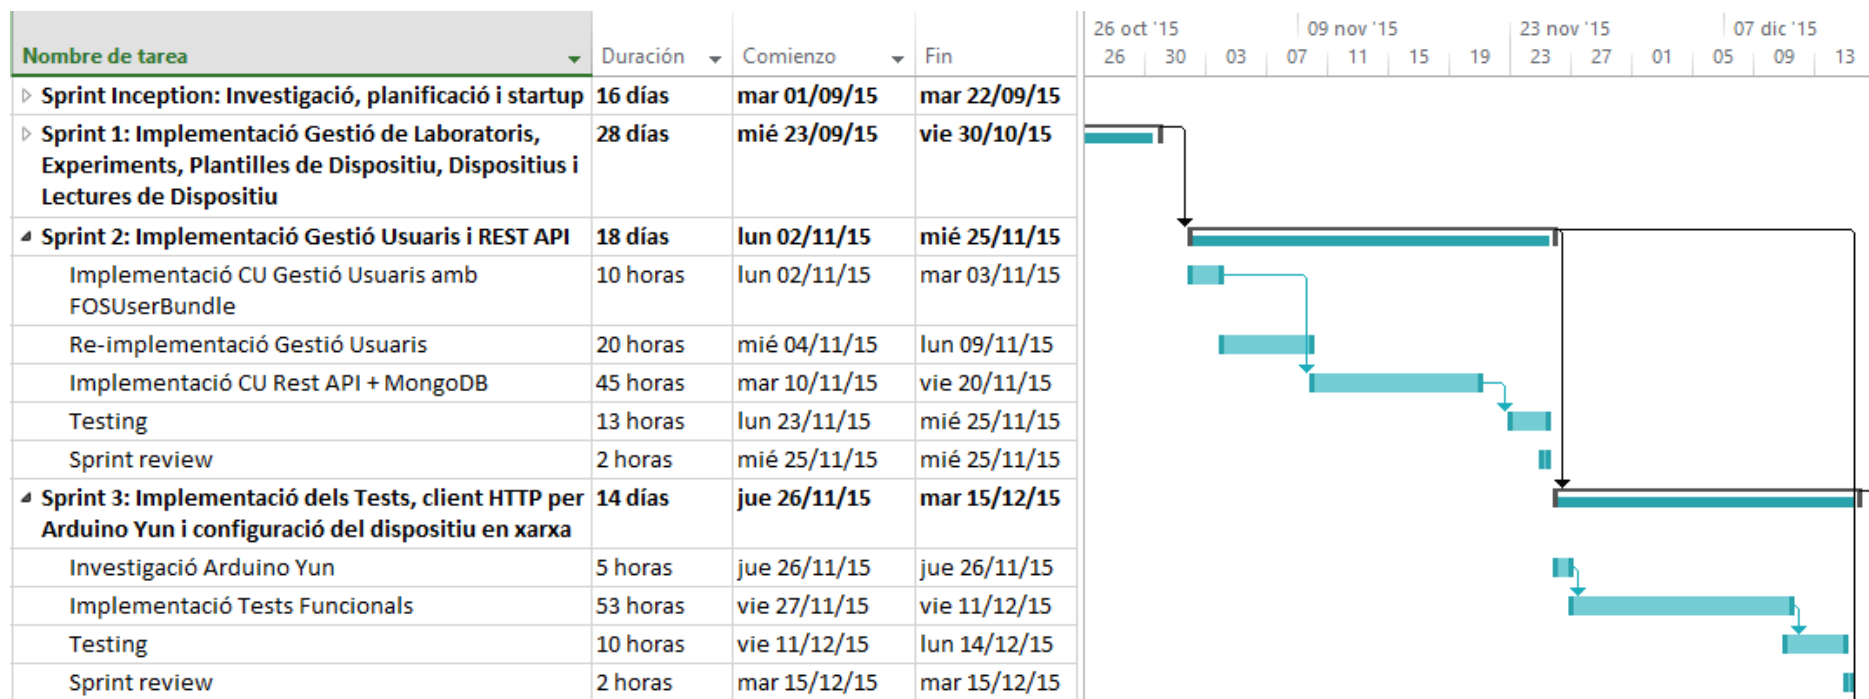 26 oct '15 09 nov '15 23 nov '15 07 dic '15
Nombre de tarea Duración Comienzo Fin 26 30 03 07 11 15 19 23 27 01 05 09 13
Sprint Inception: Investigació, planificació i startup 16 días mar 01/09/15 mar 22/09/15
Sprint 1: Implementació Gestió de Laboratoris, 28 días mié 23/09/15 vie 30/10/15
Experiments, Plantilles de Dispositiu, Dispositius i
Lectures de Dispositiu
Sprint 2: Implementació Gestió Usuaris i REST API 18 días lun 02/11/15 mié 25/11/15
Implementació CU Gestió Usuaris amb 10 horas lun 02/11/15 mar 03/11/15
FOSUserBundle
Re-implementació Gestió Usuaris 20 horas mié 04/11/15 lun 09/11/15
Implementació CU Rest API + MongoDB 45 horas mar 10/11/15 vie 20/11/15
Testing 13 horas lun 23/11/15 mié 25/11/15
Sprint review 2 horas mié 25/11/15 mié 25/11/15
Sprint 3: Implementació dels Tests, client HTTP per 14 días jue 26/11/15 mar 15/12/15
Arduino Yun i configuració del dispositiu en xarxa
Investigació Arduino Yun 5 horas jue 26/11/15 jue 26/11/15
Implementació Tests Funcionals 53 horas vie 27/11/15 vie 11/12/15
Testing 10 horas vie 11/12/15 lun 14/12/15
Sprint review 2 horas mar 15/12/15 mar 15/12/15